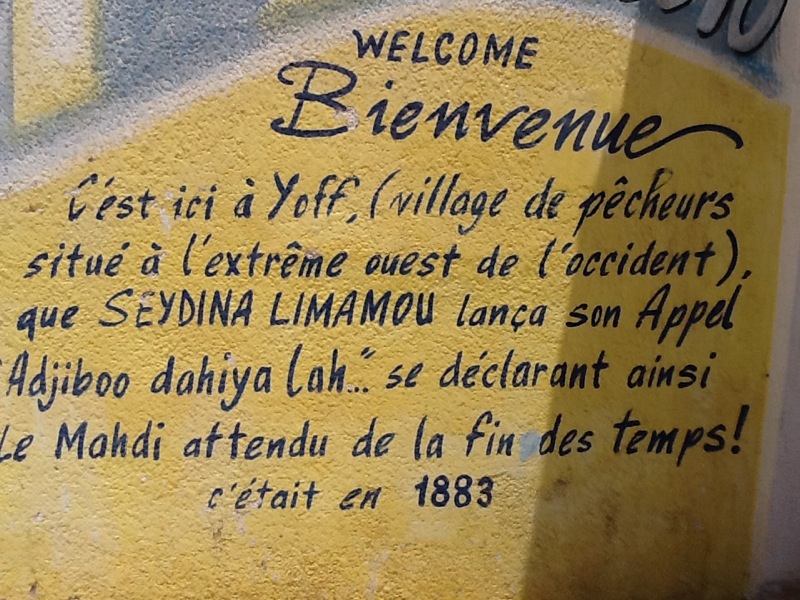 WELCOME
Bienvenue
C'est ici à Yoff, (village de pêcheurs
situé à l'extrême ouest de l'occident),
que SEYDINA LIMAMOU lança son Appel
"Adjiboo dahiya lah..." se déclarant ainsi
Le Mahdi attendu de la fin des temps!
c'était en 1883